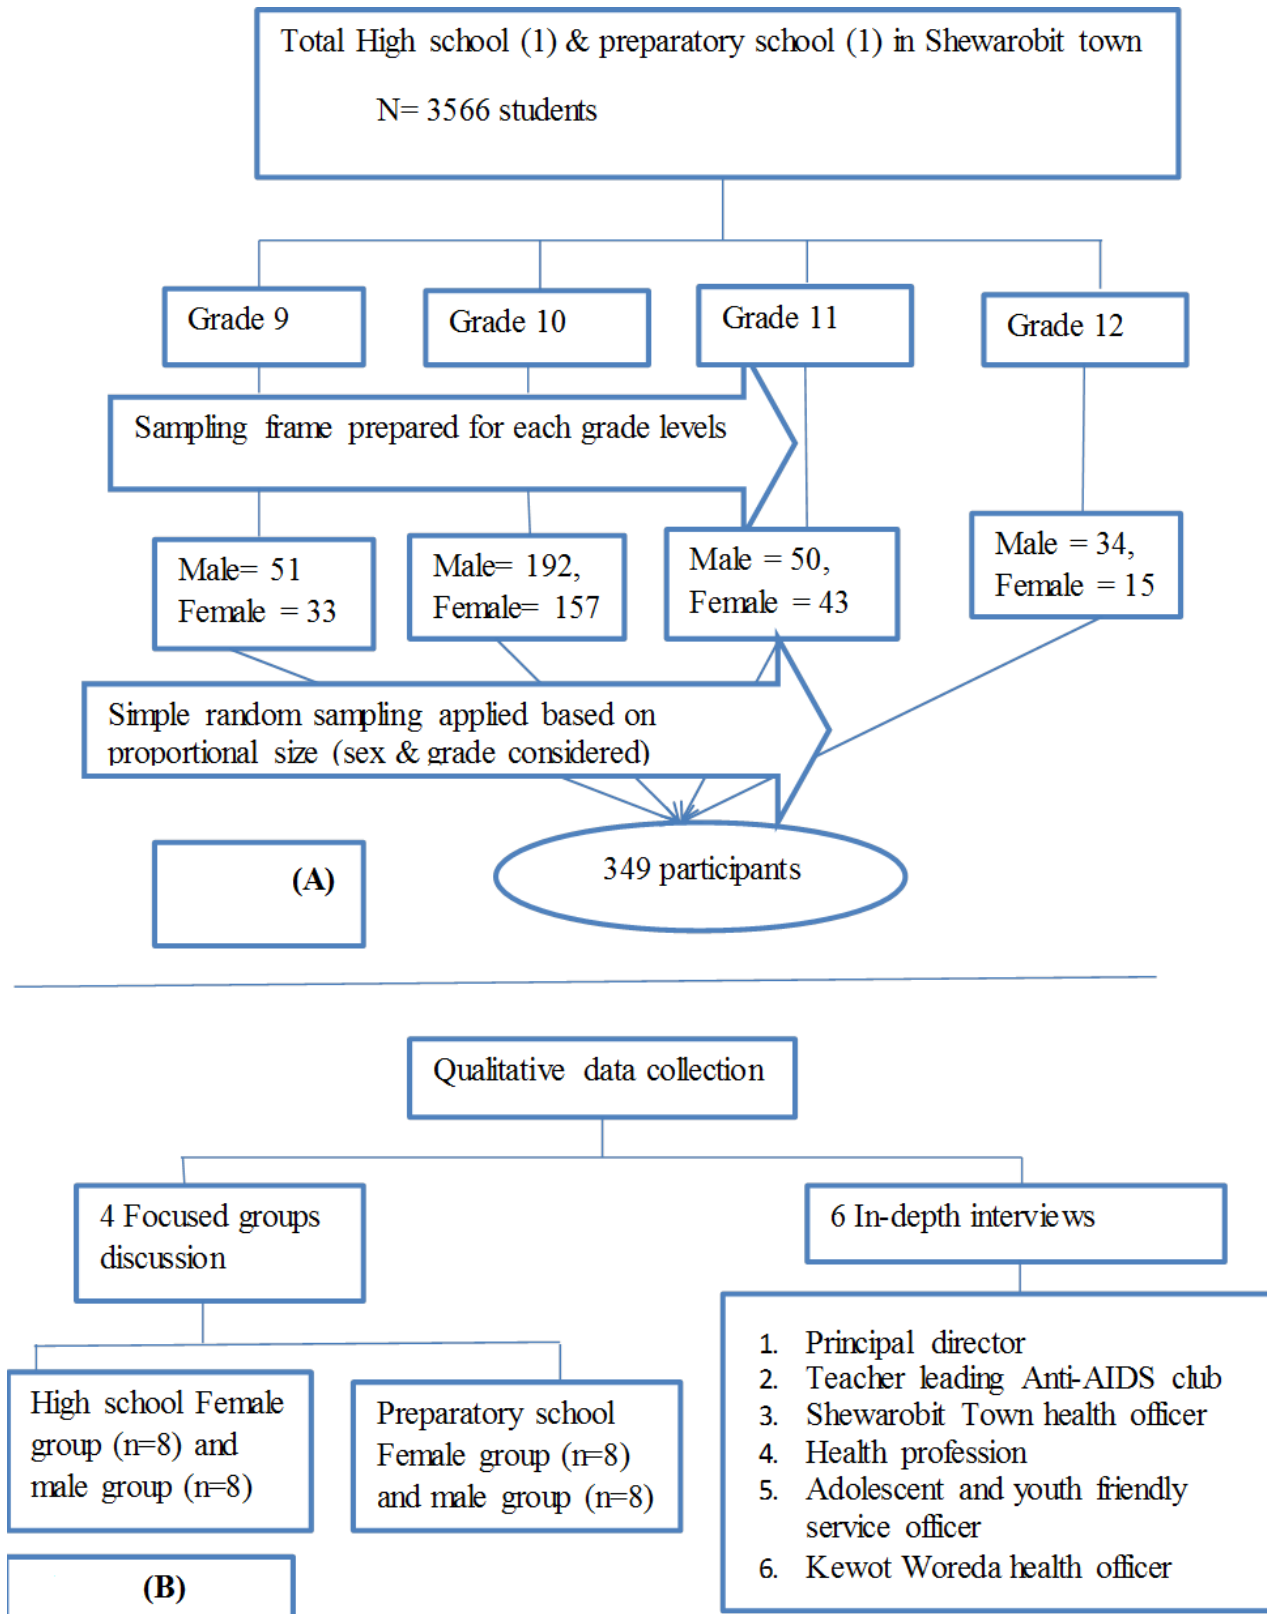 Total High school (1) & preparatory school (1) in Shewarobit town
N= 3566 students
Grade 9
Grade 10
Grade 11
Grade 12
Sampling frame prepared for each grade levels
Male= 51
Female = 33
Male= 192,
Female= 157
Male = 50,
Female = 43
Male = 34,
Female = 15
Simple random sampling applied based on
proportional size (sex & grade considered)
349 participants
(A)
Qualitative data collection
4 Focused groups
discussion
6 In-depth interviews
High school Female
group (n=8) and
male group (n=8)
Preparatory school
Female group (n=8)
and male group (n=8)
1. Principal director
2. Teacher leading Anti-AIDS club
3. Shewarobit Town health officer
4. Health profession
5. Adolescent and youth friendly
service officer
6. Kewot Woreda health officer
(B)